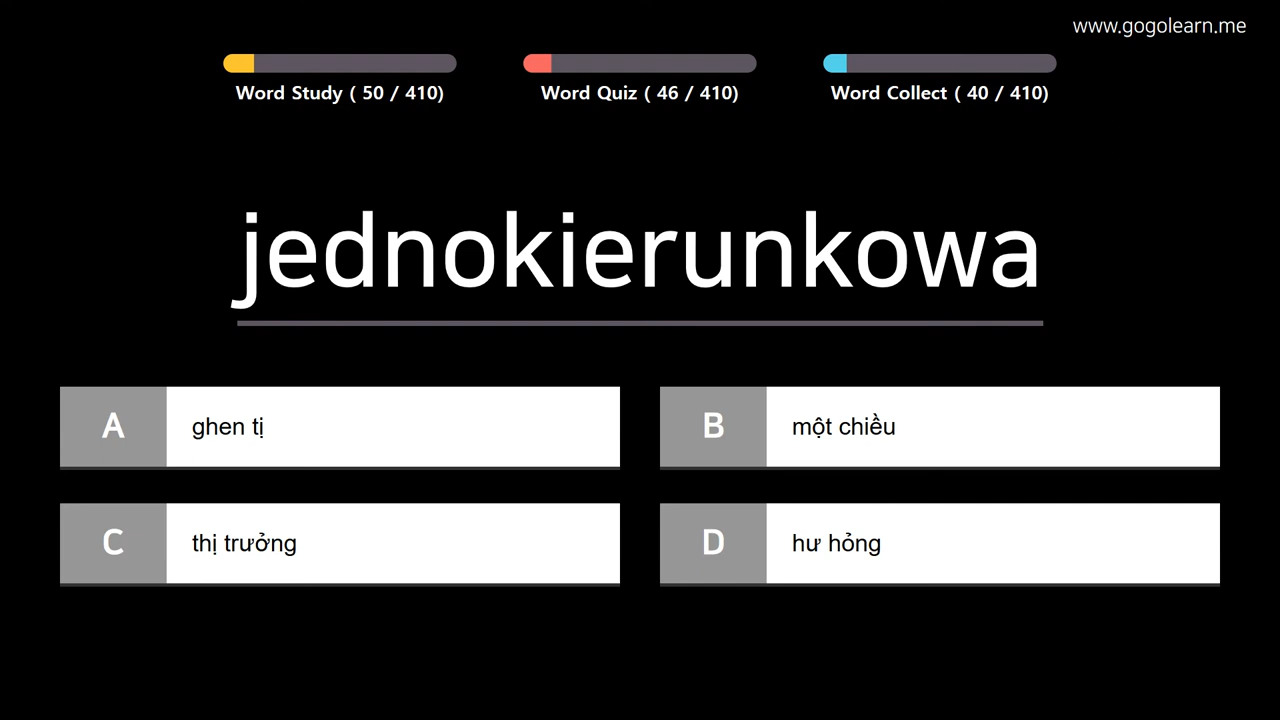 www.gogolearn.me
Word Study ( 50 / 410)
Word Quiz ( 46 / 410)
Word Collect ( 40 / 410)
jednokierunkowa
A ghen tị
B một chiều
C thị trưởng
D hư hỏng